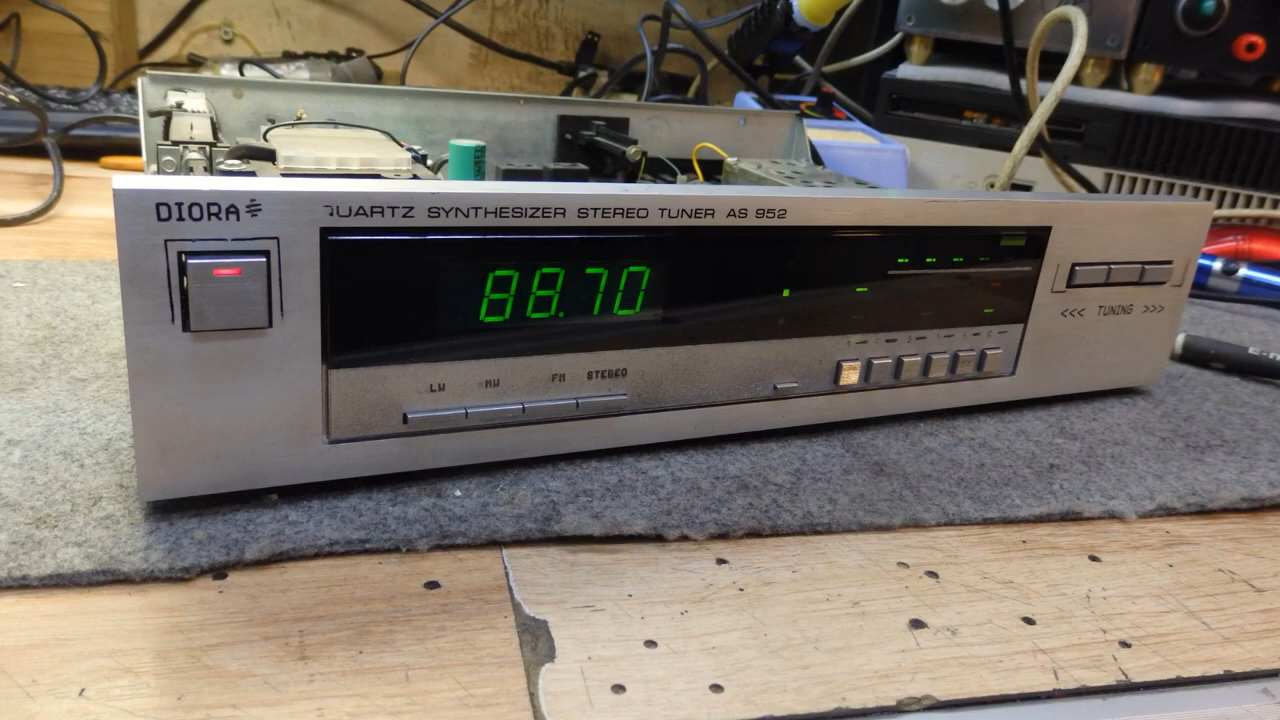 DIORA
UARTZ SYNTHESIZER STEREO TUNER AS 952
88.70
<<< TUNING >>>
LW MW FM STEREO